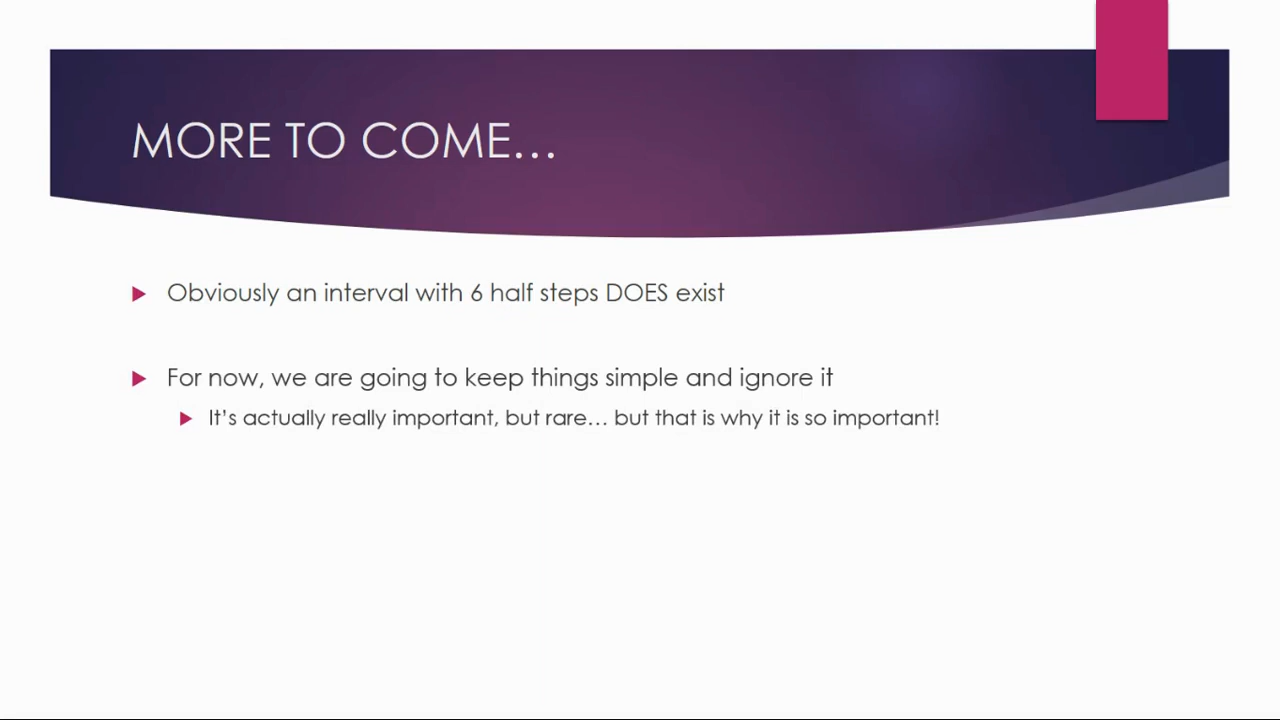 MORE TO COME…
Obviously an interval with 6 half steps DOES exist
For now, we are going to keep things simple and ignore it
It’s actually really important, but rare… but that is why it is so important!